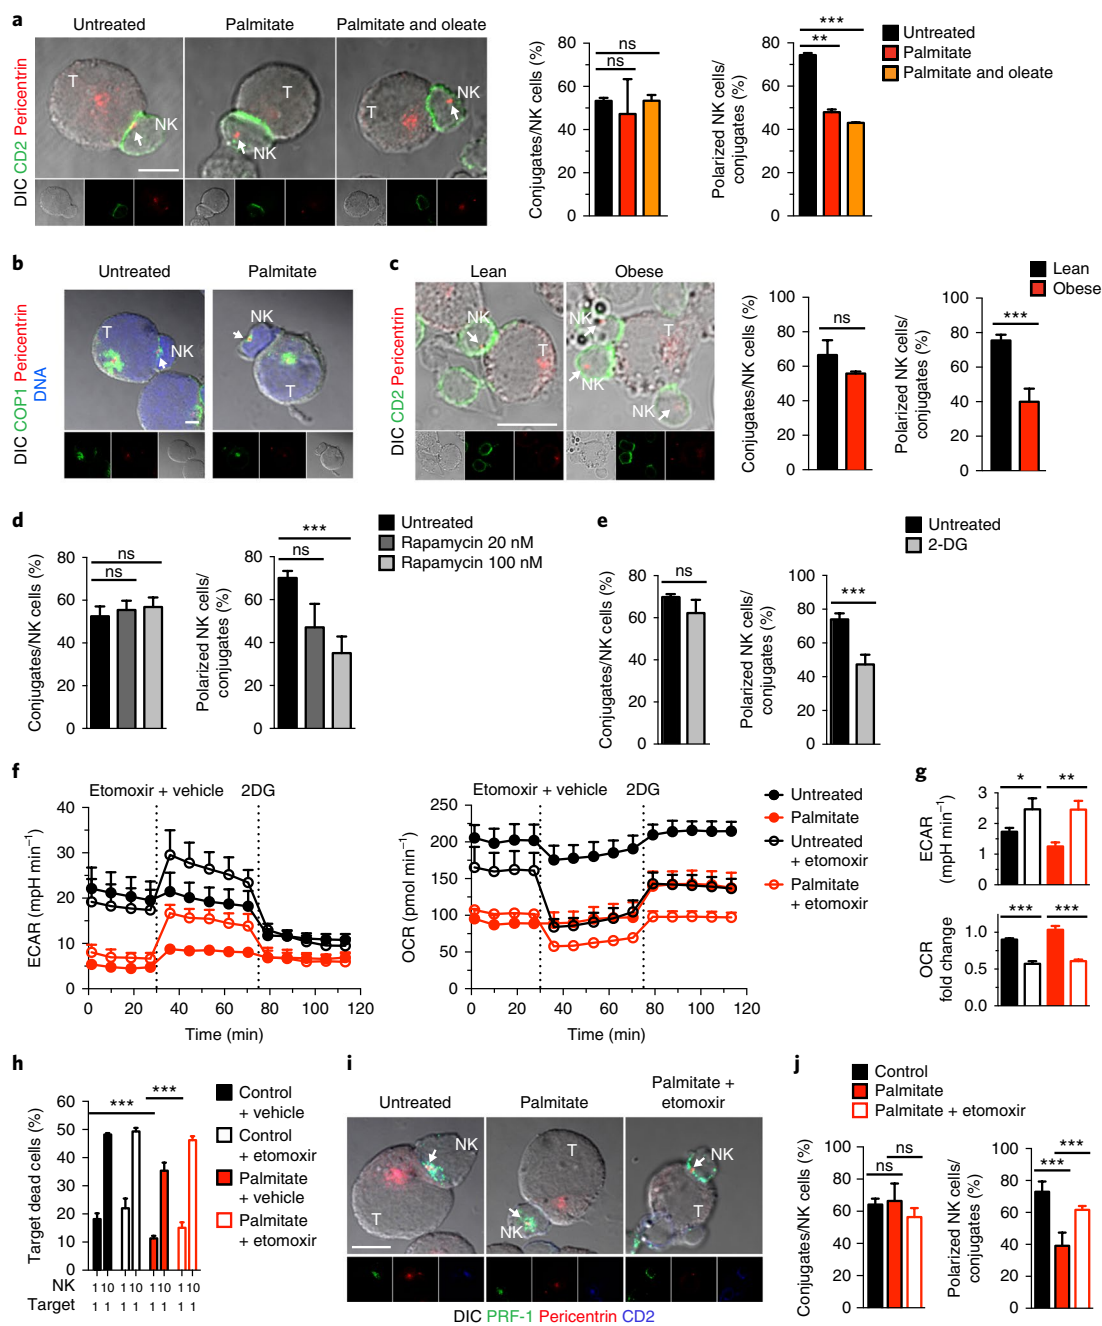 a
Untreated
Palmitate
Palmitate and oleate
DIC CD2 Pericentrin
T
NK
T
NK
T
NK
Conjugates/NK cells (%)
80
60
40
20
0
ns
ns
Polarized NK cells/
conjugates (%)
80
60
40
20
0
***
**
Untreated
Palmitate
Palmitate and oleate
b
Untreated
Palmitate
DIC COP1 Pericentrin
DNA
T
NK
NK
T
c
Lean
Obese
DIC CD2 Pericentrin
NK
T
NK
T
NK
NK
Conjugates/NK cells (%)
100
80
60
40
20
0
ns
Polarized NK cells/
conjugates (%)
100
80
60
40
20
0
***
Lean
Obese
d
Conjugates/NK cells (%)
80
60
40
20
0
ns
ns
Polarized NK cells/
conjugates (%)
80
60
40
20
0
***
ns
Untreated
Rapamycin 20 nM
Rapamycin 100 nM
e
Conjugates/NK cells (%)
80
60
40
20
0
ns
Polarized NK cells/
conjugates (%)
100
80
60
40
20
0
***
Untreated
2-DG
f
Etomoxir + vehicle
2DG
ECAR (mpH min−1)
40
30
20
10
0
0 20 40 60 80 100 120
Time (min)
Etomoxir + vehicle
2DG
OCR (pmol min−1)
250
200
150
100
50
0
0 20 40 60 80 100 120
Time (min)
Untreated
Palmitate
Untreated
+ etomoxir
Palmitate
+ etomoxir
g
ECAR
(mpH min−1)
3
2
1
0
*
**
OCR
fold change
1.0
0.5
0.0
***
***
h
Target dead cells (%)
60
50
40
30
20
10
0
***
***
NK 1 10 1 10 1 10 1 10
Target 1 1 1 1 1 1 1 1
Control
+ vehicle
Control
+ etomoxir
Palmitate
+ vehicle
Palmitate
+ etomoxir
i
Untreated
Palmitate
Palmitate +
etomoxir
NK
T
T
NK
NK
T
DIC PRF-1 Pericentrin CD2
j
Control
Palmitate
Palmitate + etomoxir
Conjugates/NK cells (%)
100
80
60
40
20
0
ns
ns
Polarized NK cells/
conjugates (%)
100
80
60
40
20
0
***
***